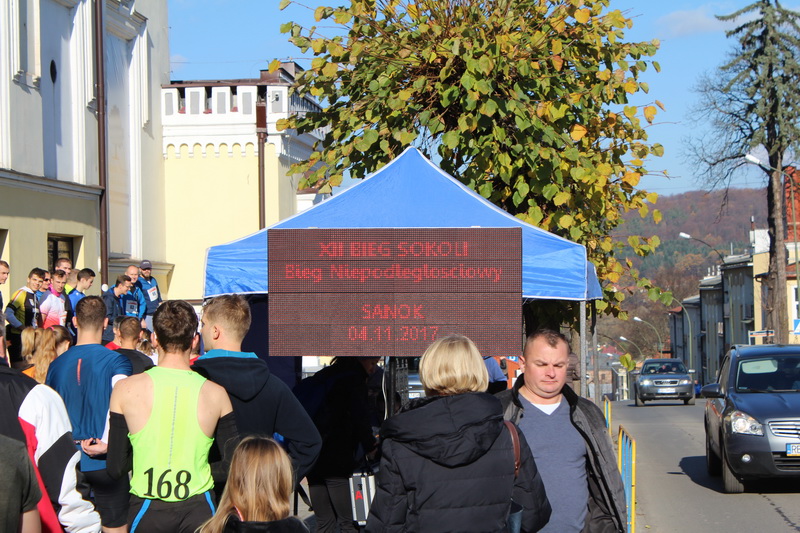 XII BIEG SOKOLI
Bieg Niepodległościowy
SANOK
04.11.2017
168